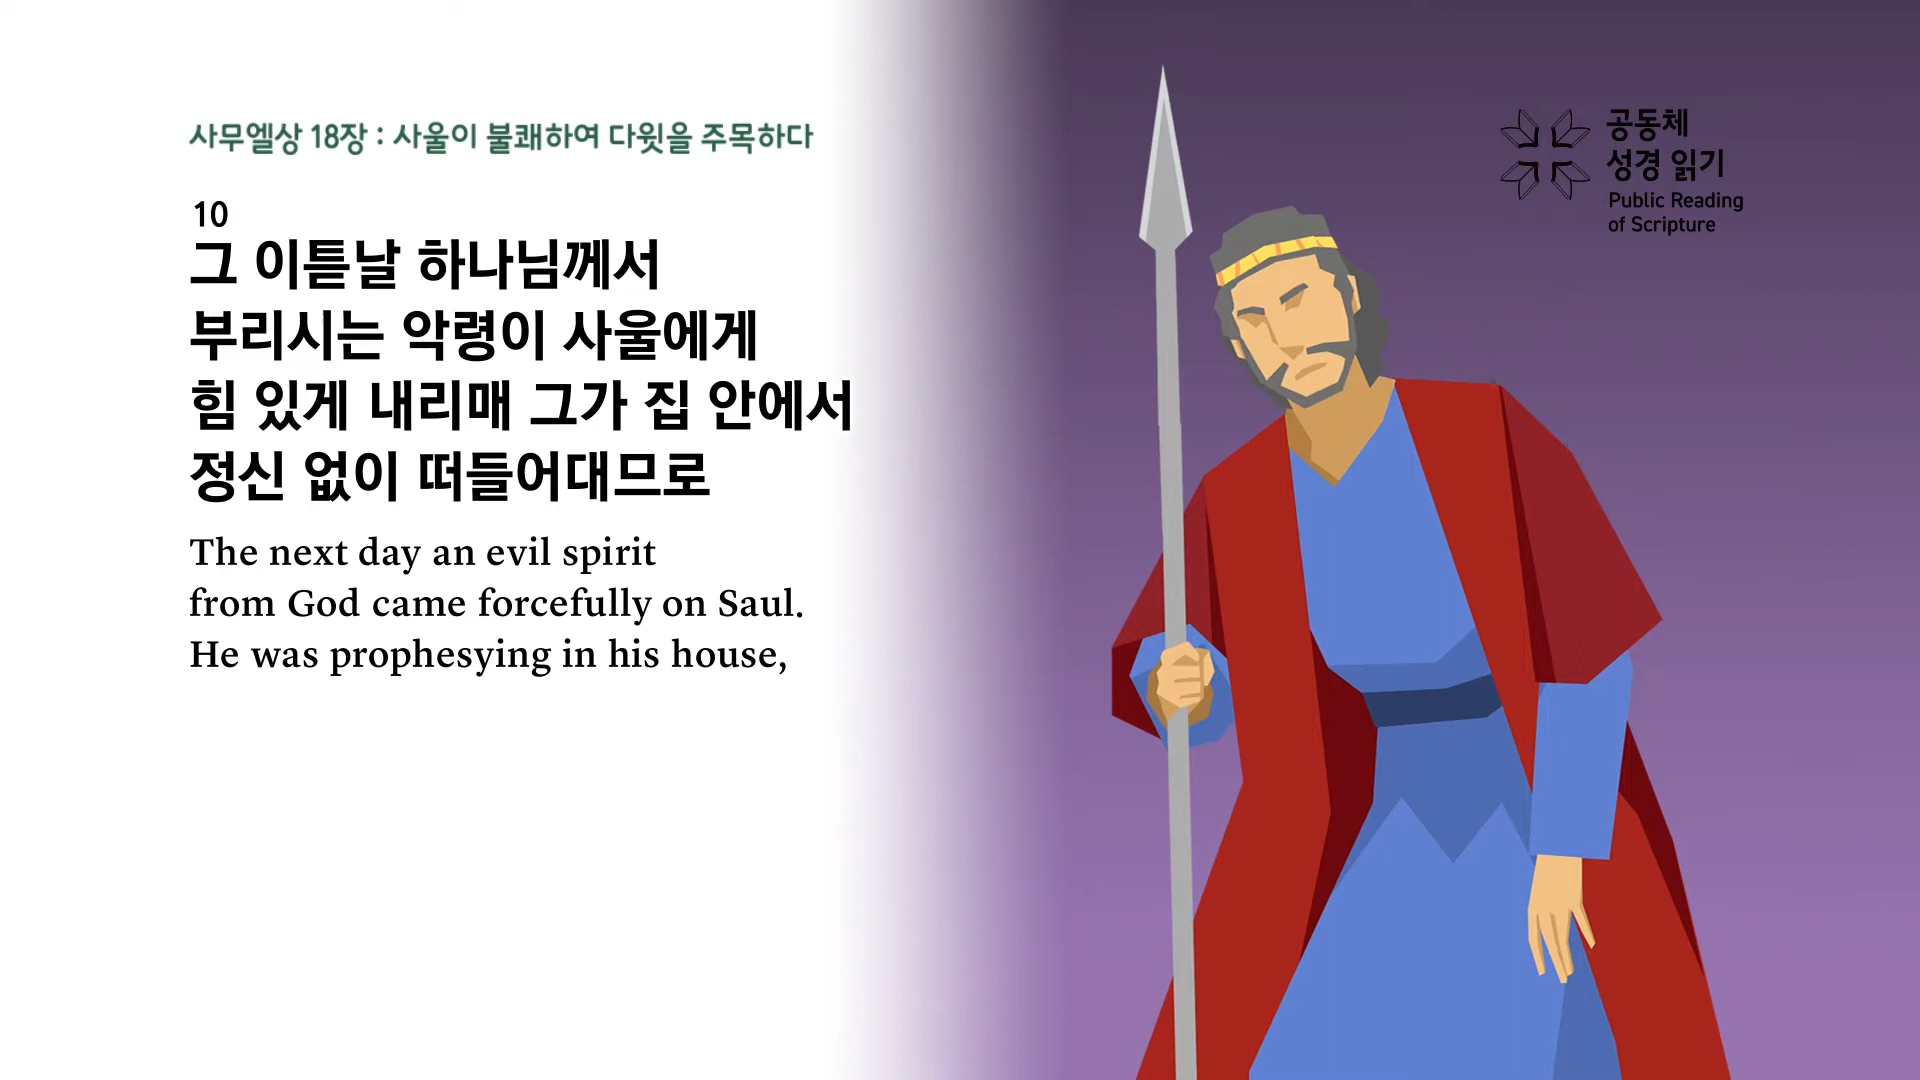 사무엘상 18장 : 사울이 불쾌하여 다윗을 주목하다
10
그 이튿날 하나님께서
부리시는 악령이 사울에게
힘 있게 내리매 그가 집 안에서
정신 없이 떠들어대므로
The next day an evil spirit
from God came forcefully on Saul.
He was prophesying in his house,
공동체
성경 읽기
Public Reading
of Scripture